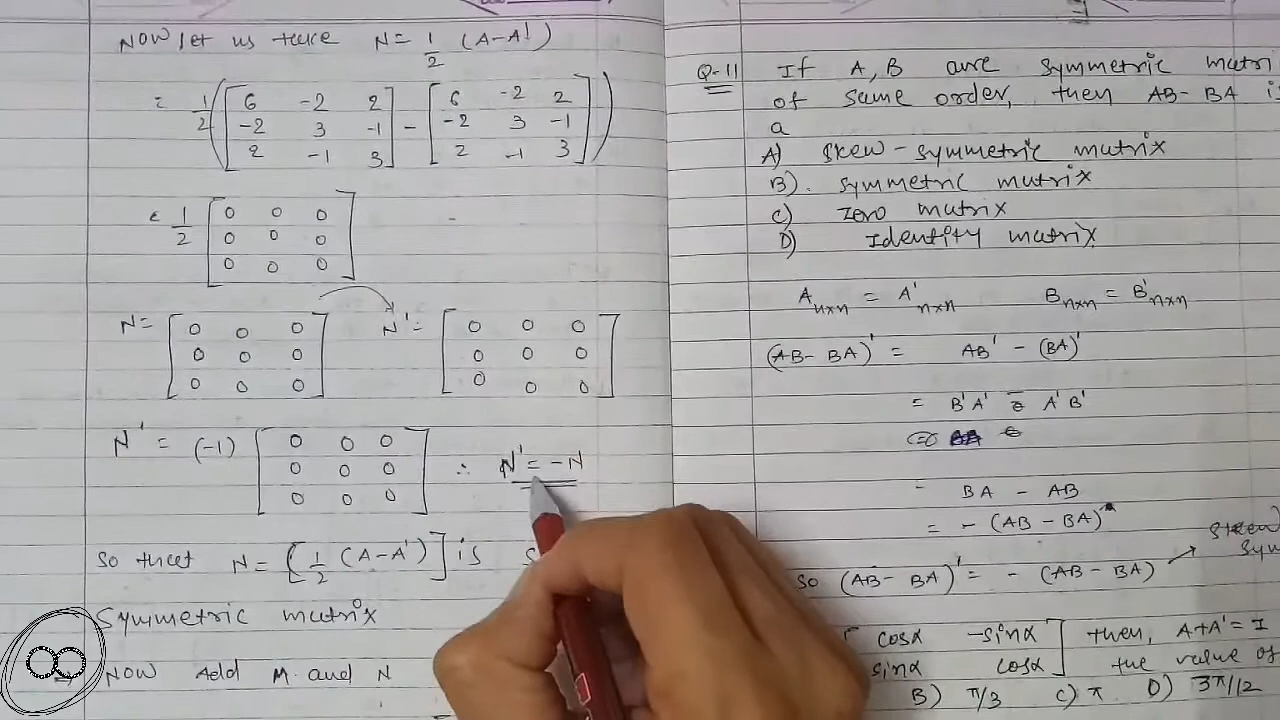 NOW let us take N = 1/2 (A-A')
= 1/2 ( [ 6 -2 2
-2 3 -1
2 -1 3 ] - [ 6 -2 2
-2 3 -1
2 -1 3 ] )
= 1/2 [ 0 0 0
0 0 0
0 0 0 ]
N = [ 0 0 0
0 0 0
0 0 0 ]
N' = [ 0 0 0
0 0 0
0 0 0 ]
N' = (-1) [ 0 0 0
0 0 0
0 0 0 ] ∴ N' = -N
So that N = [ 1/2 (A-A') ] is
Symmetric matrix
NOW Add M and N
Q-11 If A, B are symmetric matri
of same order, then AB - BA is
a
A) skew-symmetric matrix
B). symmetric matrix
C) zero matrix
D) Identity matrix
A n×n = A' n×n B n×n = B' n×n
(AB - BA)' = AB' - (BA)'
= B'A' - A'B'
- BA - AB
= - (AB - BA)
So (AB - BA)' = - (AB - BA) → Skew
Sym
cosα -sinα ] then, A+A' = I
sinα cosα the value of
B) π/3 C) π D) 3π/12